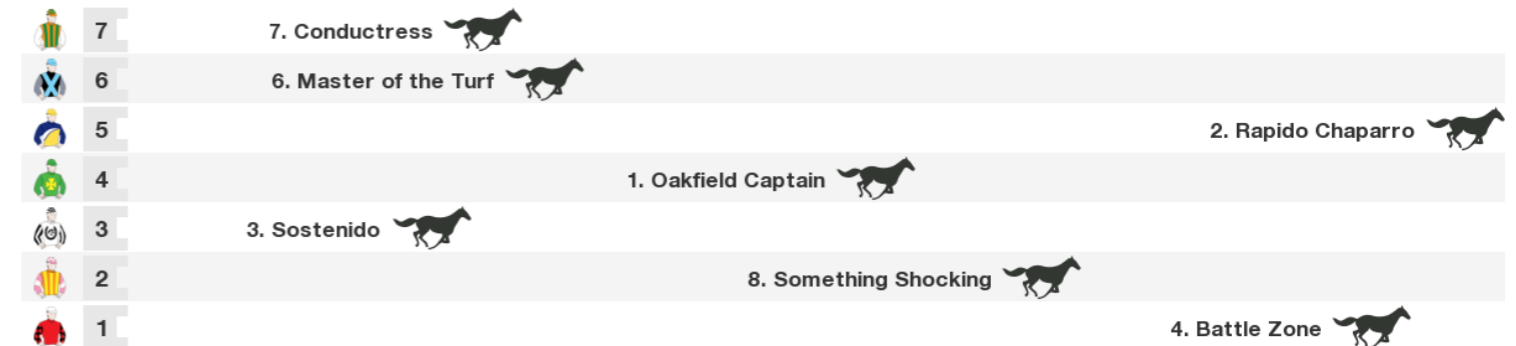 7 7. Conductress
6 6. Master of the Turf
5 2. Rapido Chaparro
4 1. Oakfield Captain
3 3. Sostenido
2 8. Something Shocking
1 4. Battle Zone